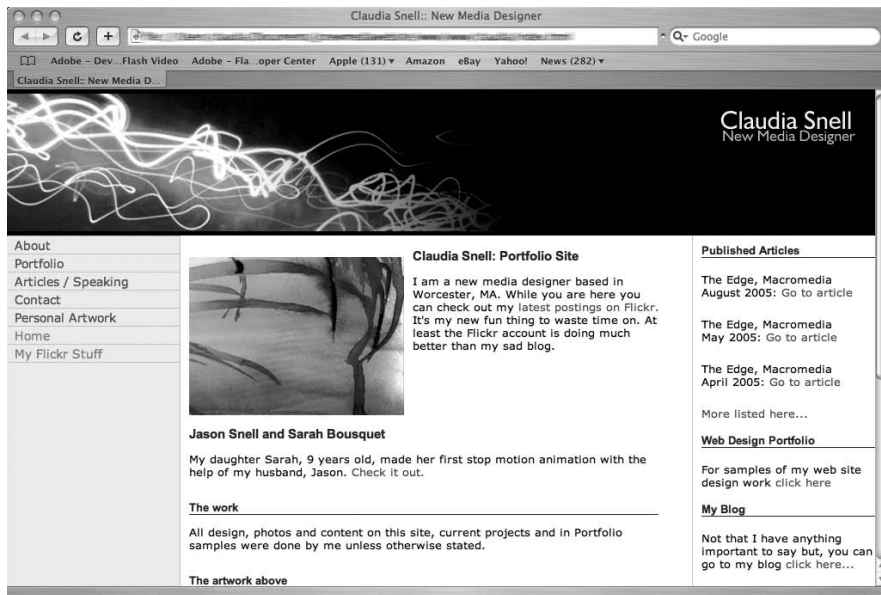 Claudia Snell:: New Media Designer
Google
Adobe – Dev...Flash Video Adobe – Fla...oper Center Apple (131) Amazon eBay Yahoo! News (282)
Claudia Snell:: New Media D...
Claudia Snell
New Media Designer
About
Portfolio
Articles / Speaking
Contact
Personal Artwork
Home
My Flickr Stuff
Claudia Snell: Portfolio Site
I am a new media designer based in
Worcester, MA. While you are here you
can check out my latest postings on Flickr.
It's my new fun thing to waste time on. At
least the Flickr account is doing much
better than my sad blog.
Jason Snell and Sarah Bousquet
My daughter Sarah, 9 years old, made her first stop motion animation with the
help of my husband, Jason. Check it out.
The work
All design, photos and content on this site, current projects and in Portfolio
samples were done by me unless otherwise stated.
The artwork above
Published Articles
The Edge, Macromedia
August 2005: Go to article
The Edge, Macromedia
May 2005: Go to article
The Edge, Macromedia
April 2005: Go to article
More listed here...
Web Design Portfolio
For samples of my web site
design work click here
My Blog
Not that I have anything
important to say but, you can
go to my blog click here...